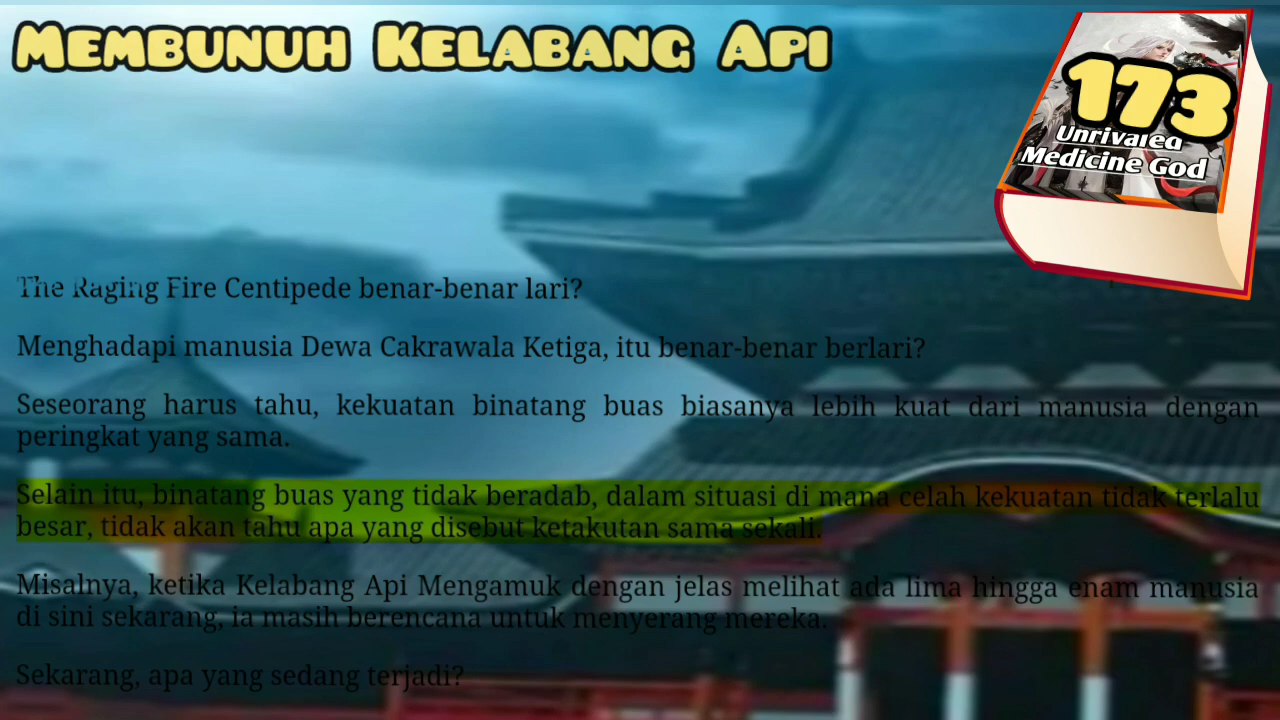 Membunuh Kelabang Api
173
Unrivaled
Medicine God
The Raging Fire Centipede benar-benar lari?
Menghadapi manusia Dewa Cakrawala Ketiga, itu benar-benar berlari?
Seseorang harus tahu, kekuatan binatang buas biasanya lebih kuat dari manusia dengan
peringkat yang sama.
Selain itu, binatang buas yang tidak beradab, dalam situasi di mana celah kekuatan tidak terlalu
besar, tidak akan tahu apa yang disebut ketakutan sama sekali.
Misalnya, ketika Kelabang Api Mengamuk dengan jelas melihat ada lima hingga enam manusia
di sini sekarang, ia masih berencana untuk menyerang mereka.
Sekarang, apa yang sedang terjadi?